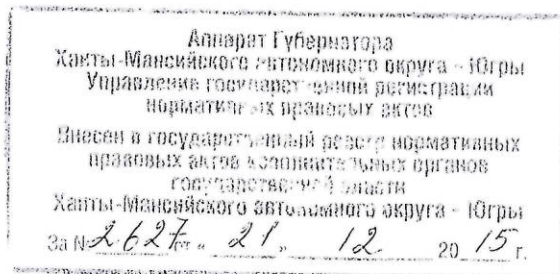 Аппарат Губернатора
Ханты-Мансийского автономного округа - Югры
Управление государственной регистрации
нормативных правовых актов
Внесен в государственный реестр нормативных
правовых актов исполнительных органов
государственной власти
Ханты-Мансийского автономного округа - Югры
За № 2627 от « 21 » 12 20 15 г.